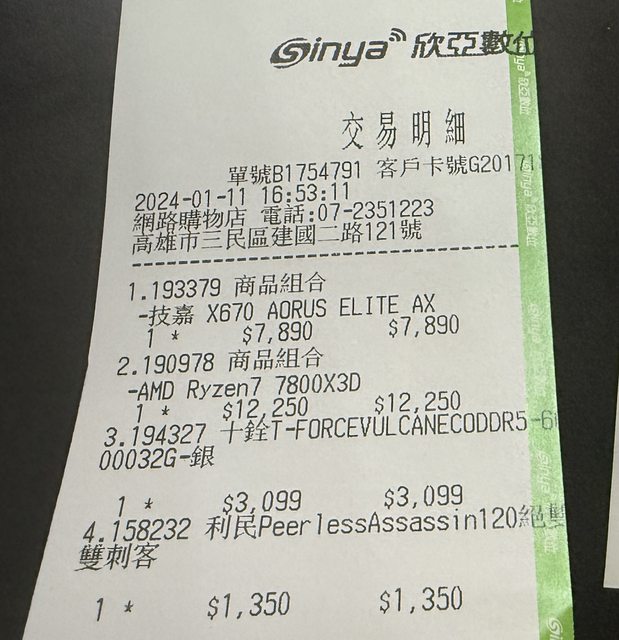 Sinya 欣亞數位
交易明細
單號B1754791 客戶卡號G20171
2024-01-11 16:53:11
網路購物店 電話:07-2351223
高雄市三民區建國二路121號
1.193379 商品組合
-技嘉 X670 AORUS ELITE AX
1 * $7,890 $7,890
2.190978 商品組合
-AMD Ryzen7 7800X3D
1 * $12,250 $12,250
3.194327 十銓T-FORCEVULCANECODDR5-6
00032G-銀
1 * $3,099 $3,099
4.158232 利民PeerlessAssassin120絕雙
雙刺客
1 * $1,350 $1,350